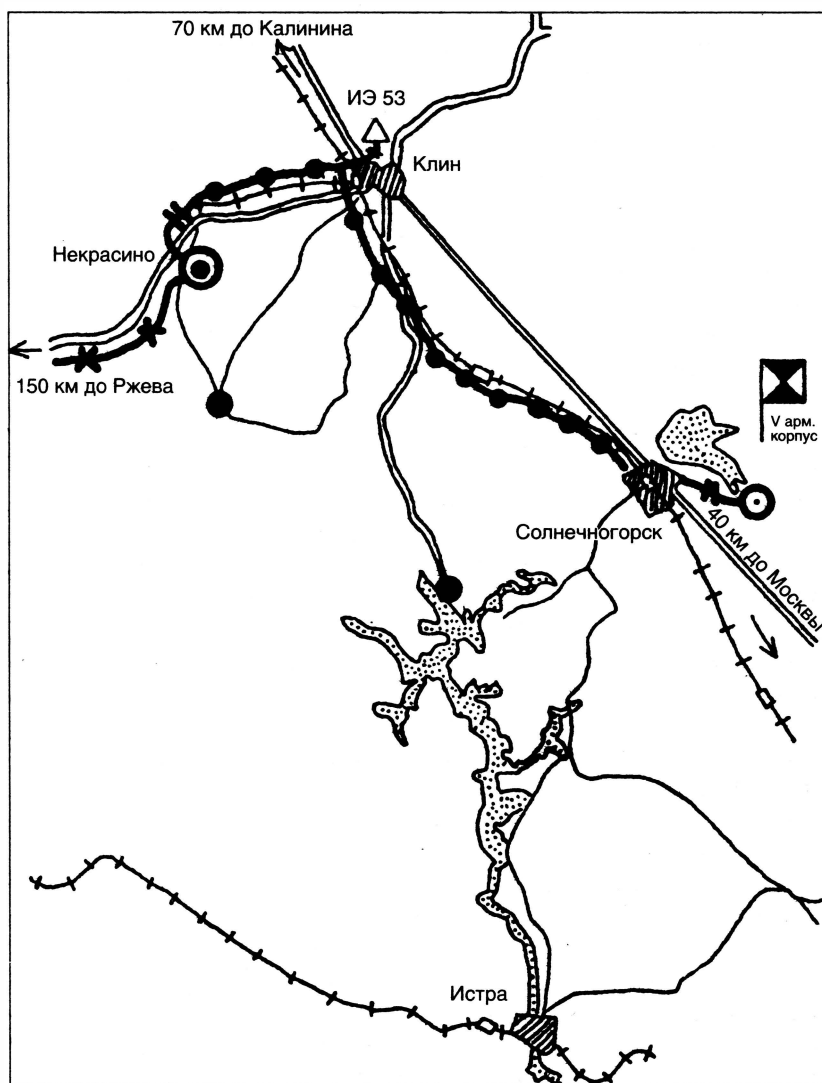 70 км до Калинина
ИЭ 53
Клин
Некрасино
150 км до Ржева
V арм.
корпус
Солнечногорск
40 км до Москвы
Истра